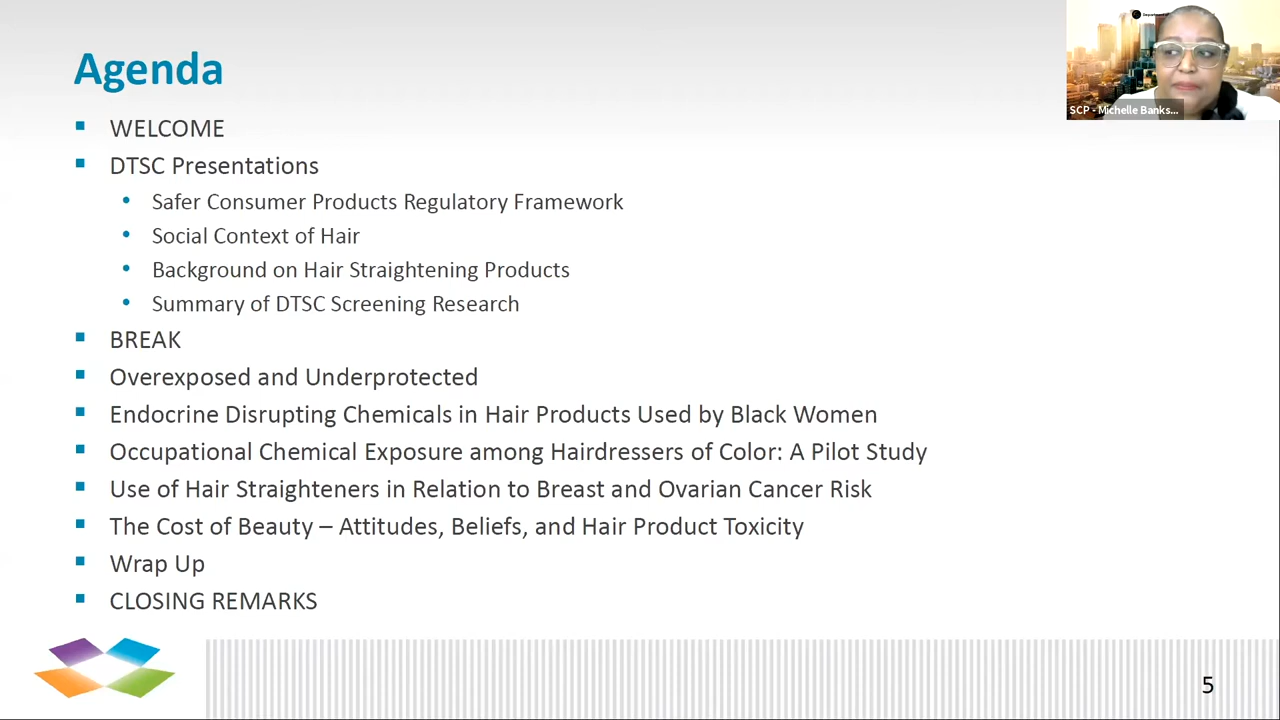 Agenda
WELCOME
DTSC Presentations
Safer Consumer Products Regulatory Framework
Social Context of Hair
Background on Hair Straightening Products
Summary of DTSC Screening Research
BREAK
Overexposed and Underprotected
Endocrine Disrupting Chemicals in Hair Products Used by Black Women
Occupational Chemical Exposure among Hairdressers of Color: A Pilot Study
Use of Hair Straighteners in Relation to Breast and Ovarian Cancer Risk
The Cost of Beauty – Attitudes, Beliefs, and Hair Product Toxicity
Wrap Up
CLOSING REMARKS
5
SCP - Michelle Banks...